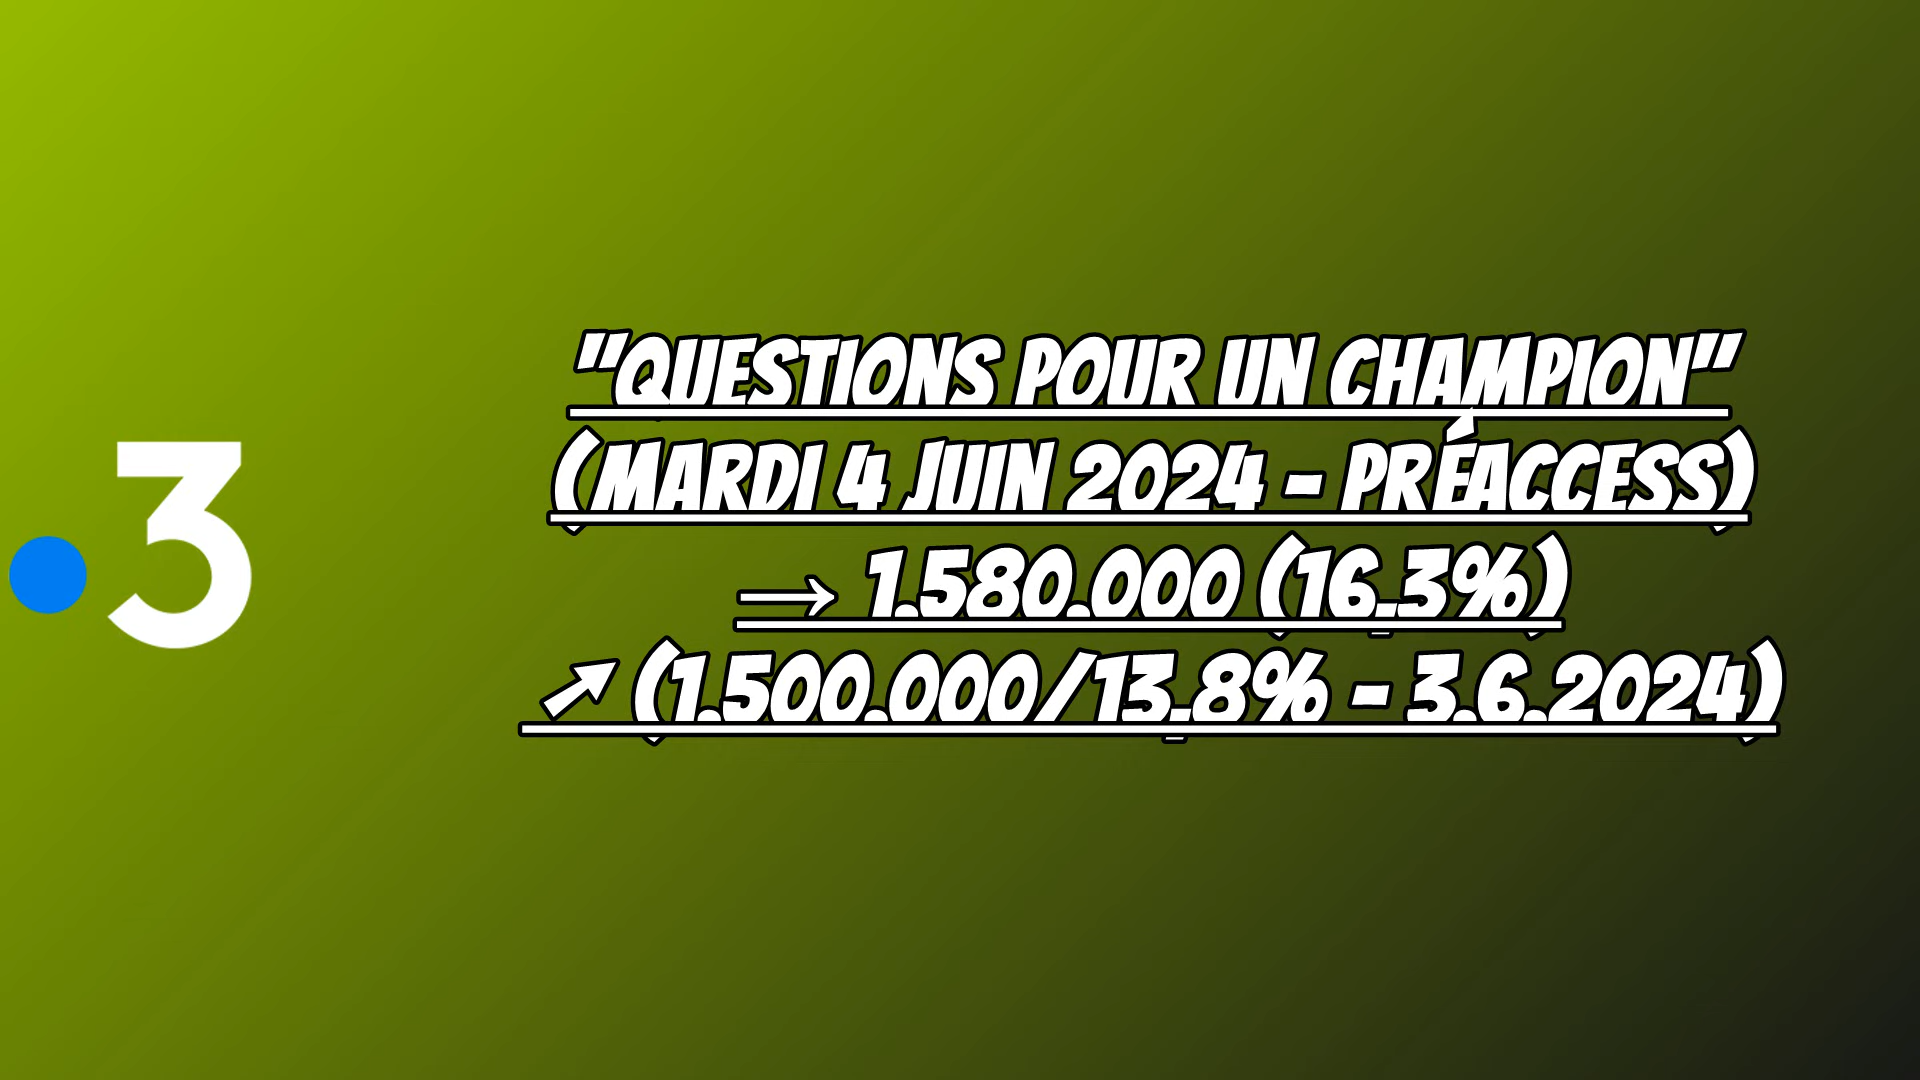 .3
"QUESTIONS POUR UN CHAMPION"
(MARDI 4 JUIN 2024 - PRÉACCESS)
→ 1.580.000 (16,3%)
↗ (1.500.000/13,8% - 3.6.2024)